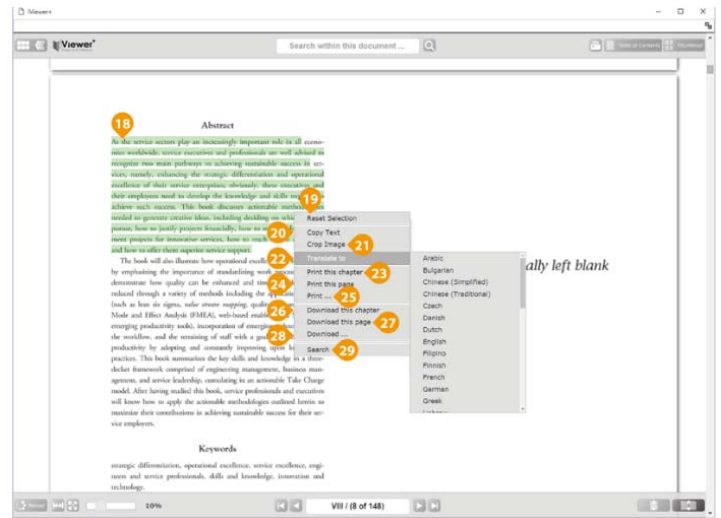 iViewer+
iViewer+
Search within this document ...
Table of Contents
Thumbnail
18
Abstract
As the service sectors play an increasingly important role in all econo-
mies worldwide, service executives and professionals are well advised to
recognize two main pathways to achieving sustainable success in ser-
vices, namely, enhancing the strategic differentiation and operational
excellence of their service enterprises; obviously, these executives and
their employees need to develop the knowledge and skills
achieve such success. This book discusses actionable
needed to generate creative ideas, including deciding on which
pursue, how to justify projects financially, how to
ment projects for innovative services, how to reach
and how to offer them superior service support.
The book will also illustrate how operational
by emphasizing the importance of standardizing work
demonstrate how quality can be enhanced and
reduced through a variety of methods including the
(such as lean six sigma, value stream mapping,
Mode and Effect Analysis (FMEA), web-based
emerging productivity tools), incorporation of emerging
the workflow, and the retraining of staff with a
productivity by adopting and constantly improving upon
practices. This book summarizes the key skills and knowledge in a three-
decker framework comprised of engineering management, business man-
agement, and service leadership, cumulating in an actionable Take Charge
model. After having studied this book, service professionals and executives
will know how to apply the actionable methodologies outlined herein to
maximize their contributions in achieving sustainable success for their ser-
vice employers.
Keywords
strategic differentiation, operational excellence, service excellence, engi-
neers and service professionals, skills and knowledge, innovation and
technology.
19
Reset Selection
20 Copy Text
Crop Image 21
22 Translate to
Print this chapter 23
24 Print this page
Print ... 25
26 Download this chapter
Download this page 27
28 Download ...
Search 29
Arabic
Bulgarian
Chinese (Simplified)
Chinese (Traditional)
Czech
Danish
Dutch
English
Filipino
Finnish
French
German
Greek
ally left blank
10%
VIII / (8 of 148)